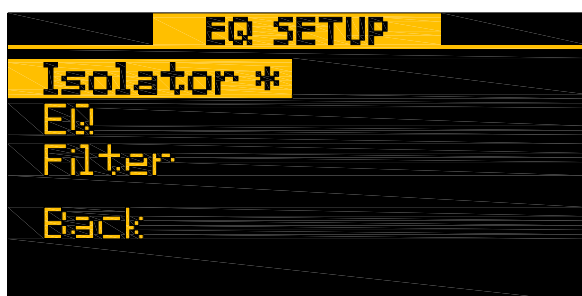 EQ SETUP
Isolator *
EQ
Filter
Back